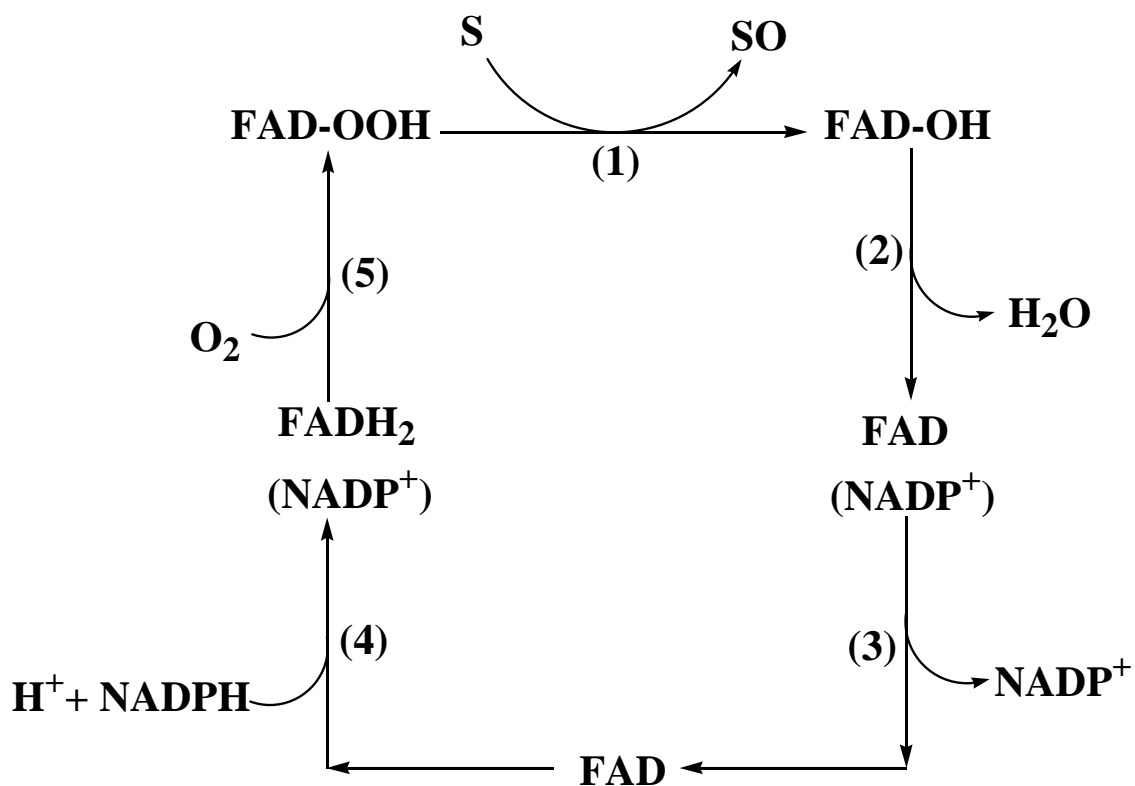 S
SO
FAD-OOH
FAD-OH
(1)
(2)
(5)
H₂O
O₂
FADH₂
FAD
(NADP⁺)
(NADP⁺)
(4)
(3)
H⁺+ NADPH
NADP⁺
FAD